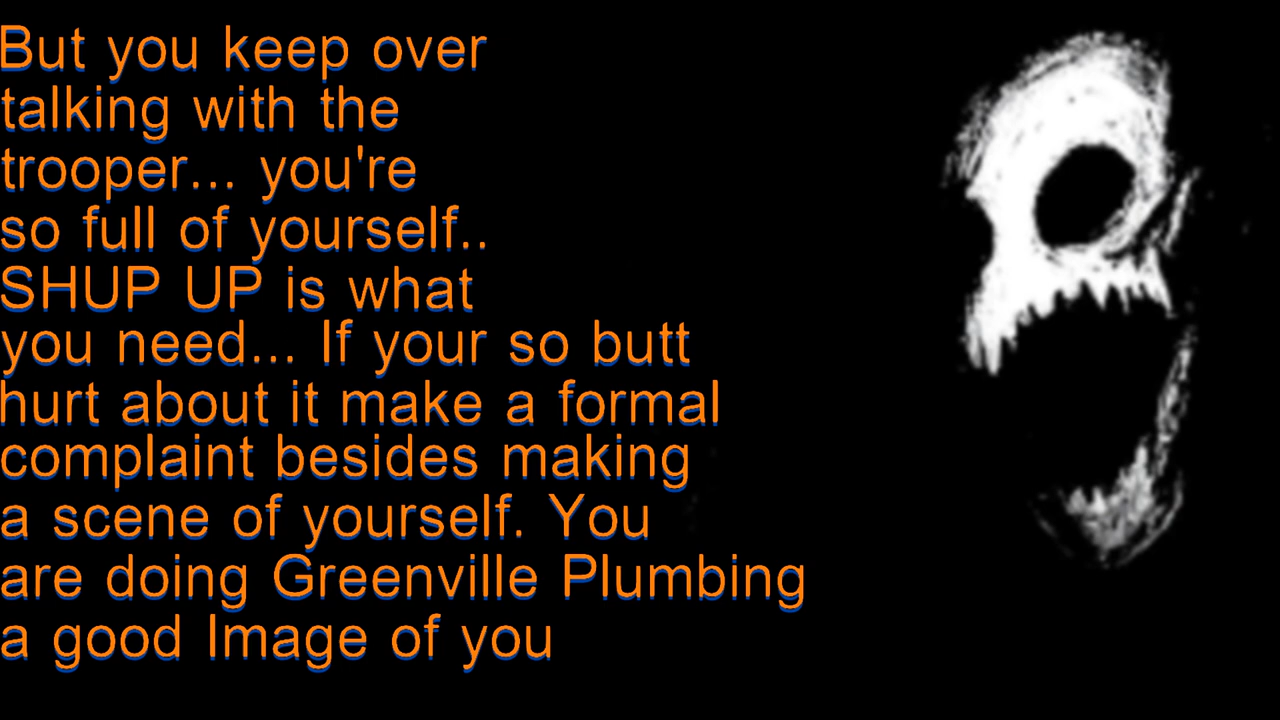 But you keep over
talking with the
trooper... you're
so full of yourself..
SHUP UP is what
you need... If your so butt
hurt about it make a formal
complaint besides making
a scene of yourself. You
are doing Greenville Plumbing
a good Image of you